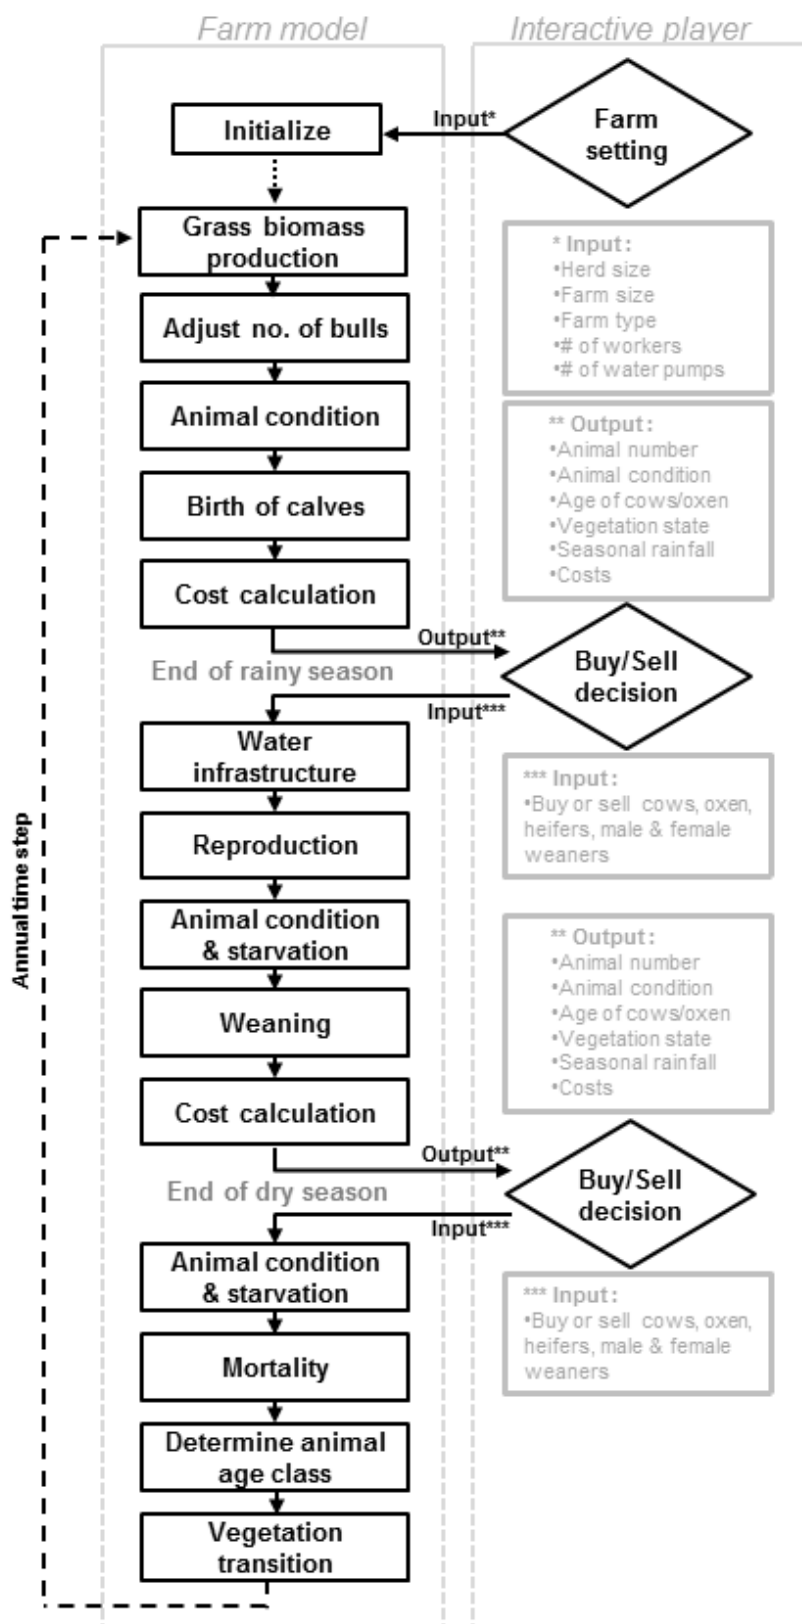 Farm model
Interactive player
Input*
Farm
setting
Initialize
Grass biomass
production
* Input:
•Herd size
•Farm size
•Farm type
•# of workers
•# of water pumps
Adjust no. of bulls
Animal condition
** Output:
•Animal number
•Animal condition
•Age of cows/oxen
•Vegetation state
•Seasonal rainfall
•Costs
Birth of calves
Cost calculation
Output**
End of rainy season
Buy/Sell
decision
Input***
Water
infrastructure
*** Input:
•Buy or sell cows, oxen,
heifers, male & female
weaners
Reproduction
Annual time step
Animal condition
& starvation
** Output:
•Animal number
•Animal condition
•Age of cows/oxen
•Vegetation state
•Seasonal rainfall
•Costs
Weaning
Cost calculation
Output**
End of dry season
Buy/Sell
decision
Input***
Animal condition
& starvation
*** Input:
•Buy or sell cows, oxen,
heifers, male & female
weaners
Mortality
Determine animal
age class
Vegetation
transition